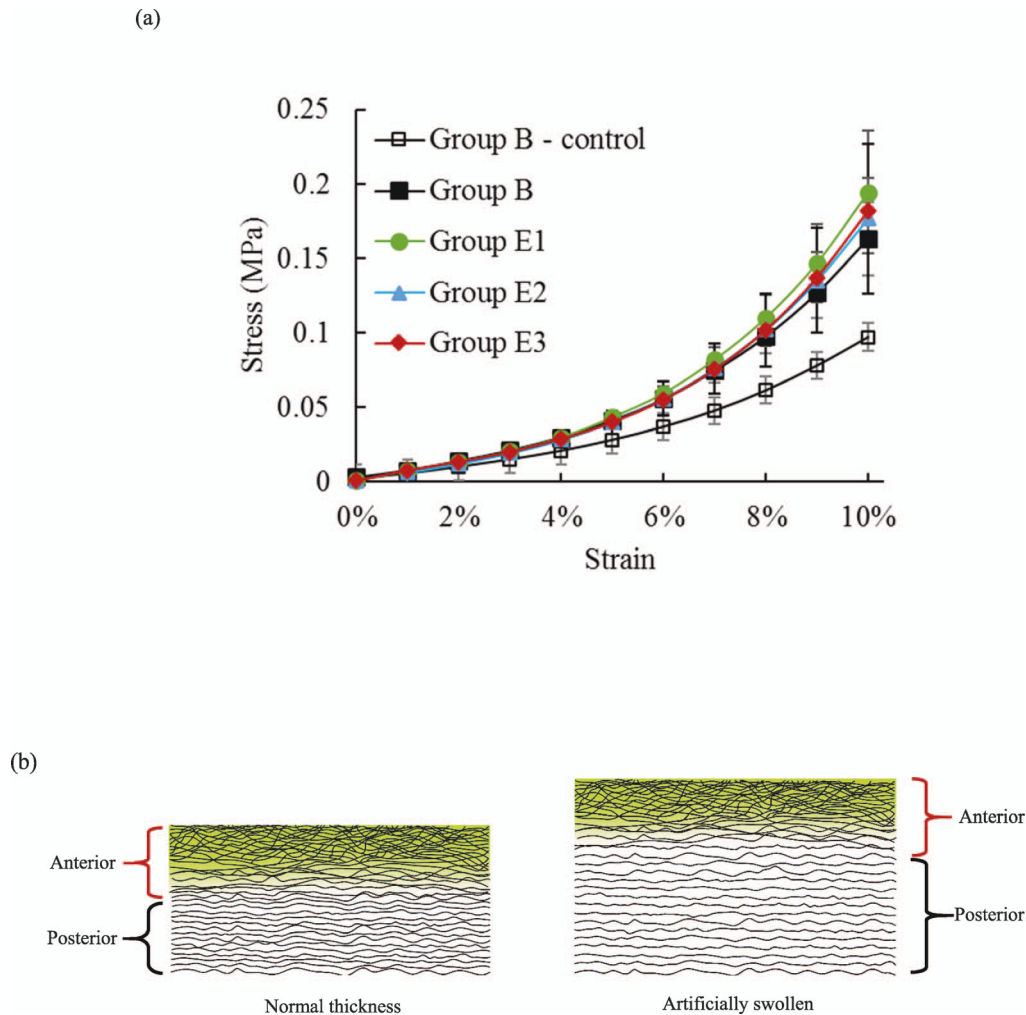 (a)
0.25
0.2
0.15
0.1
0.05
0
Stress (MPa)
Group B - control
Group B
Group E1
Group E2
Group E3
0% 2% 4% 6% 8% 10%
Strain
(b)
Anterior
Posterior
Normal thickness
Anterior
Posterior
Artificially swollen